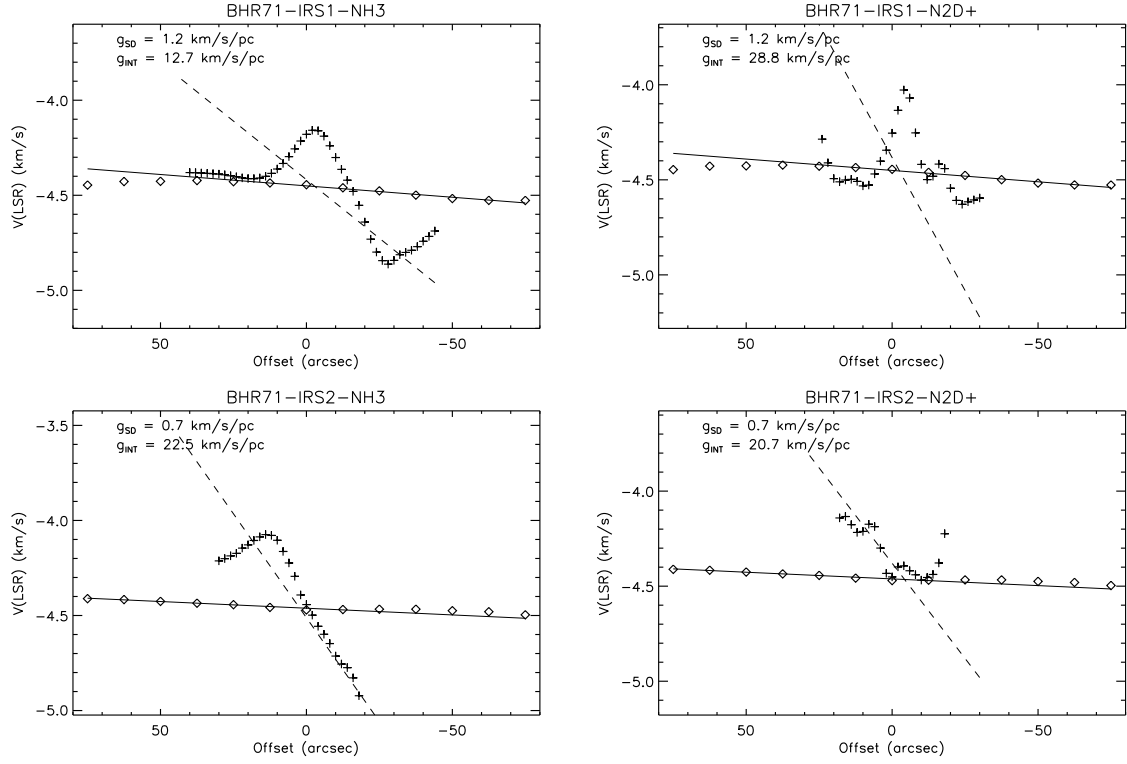 BHR71-IRS1-NH3
g_SD = 1.2 km/s/pc
g_INT = 12.7 km/s/pc
V(LSR) (km/s)
-4.0
-4.5
-5.0
50
0
-50
Offset (arcsec)
BHR71-IRS1-N2D+
g_SD = 1.2 km/s/pc
g_INT = 28.8 km/s/pc
V(LSR) (km/s)
-4.0
-4.5
-5.0
50
0
-50
Offset (arcsec)
BHR71-IRS2-NH3
g_SD = 0.7 km/s/pc
g_INT = 22.5 km/s/pc
V(LSR) (km/s)
-3.5
-4.0
-4.5
-5.0
50
0
-50
Offset (arcsec)
BHR71-IRS2-N2D+
g_SD = 0.7 km/s/pc
g_INT = 20.7 km/s/pc
V(LSR) (km/s)
-4.0
-4.5
-5.0
50
0
-50
Offset (arcsec)